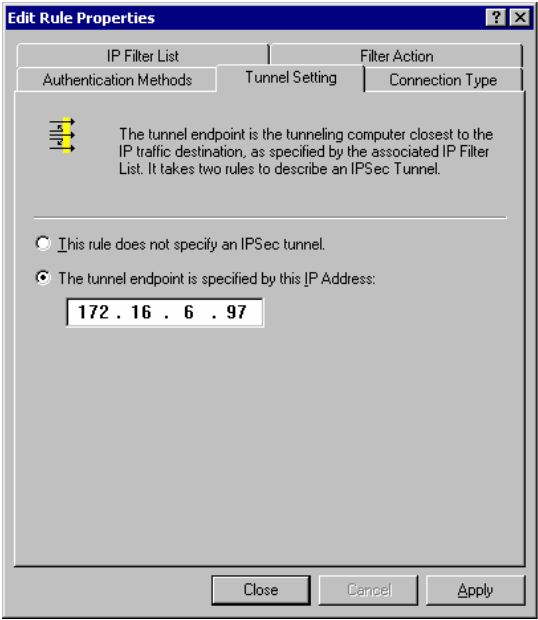 Edit Rule Properties
IP Filter List
Filter Action
Authentication Methods
Tunnel Setting
Connection Type
The tunnel endpoint is the tunneling computer closest to the
IP traffic destination, as specified by the associated IP Filter
List. It takes two rules to describe an IPSec Tunnel.
This rule does not specify an IPSec tunnel.
The tunnel endpoint is specified by this IP Address:
172 . 16 . 6 . 97
Close
Cancel
Apply